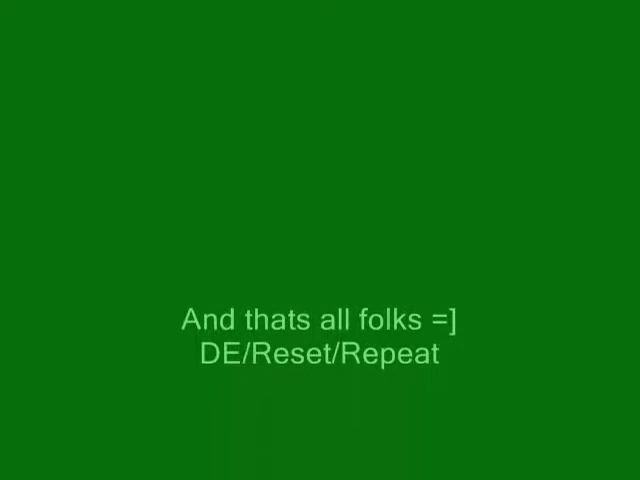 And thats all folks =]
DE/Reset/Repeat